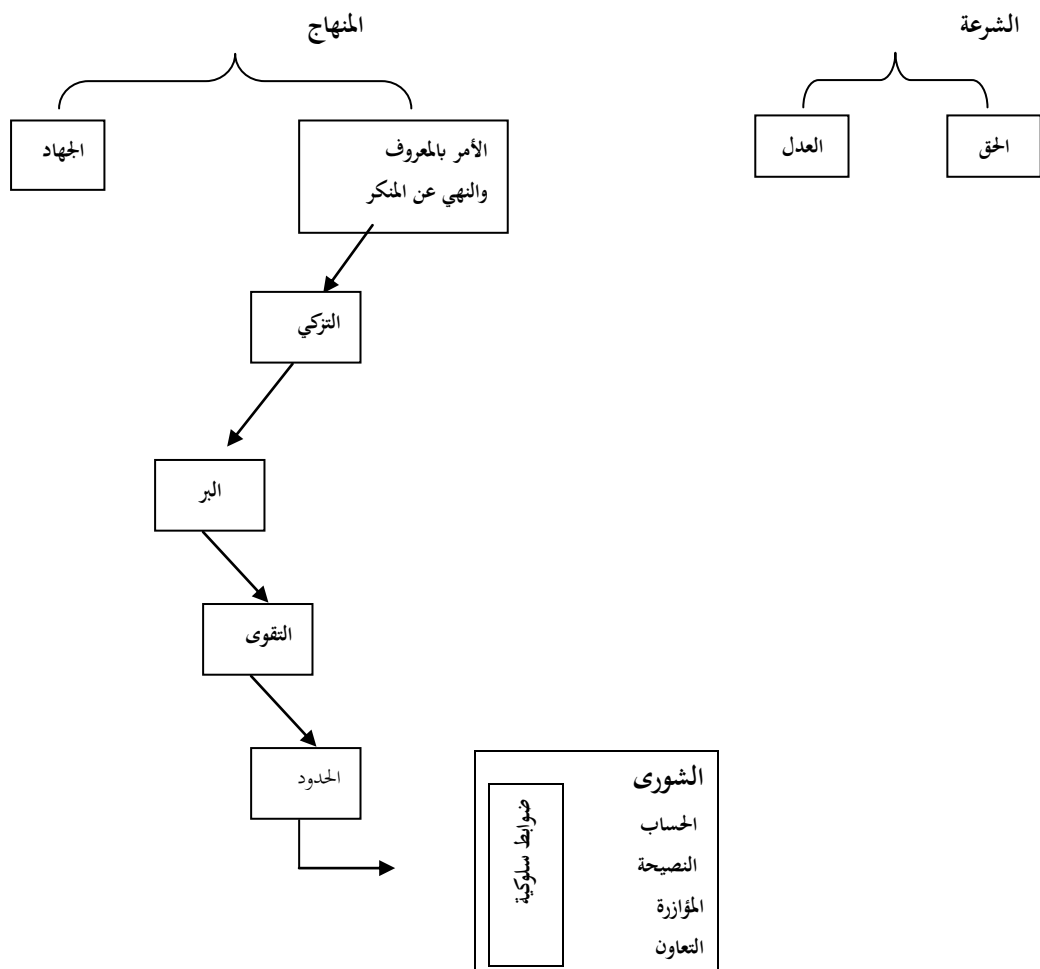 الشرعة
المنهاج
الحق
العدل
الأمر بالمعروف
والنهي عن المنكر
الجهاد
التزكي
البر
التقوى
الحدود
الشورى
الحساب
النصيحة
المؤازرة
التعاون
ضوابط سلوكية